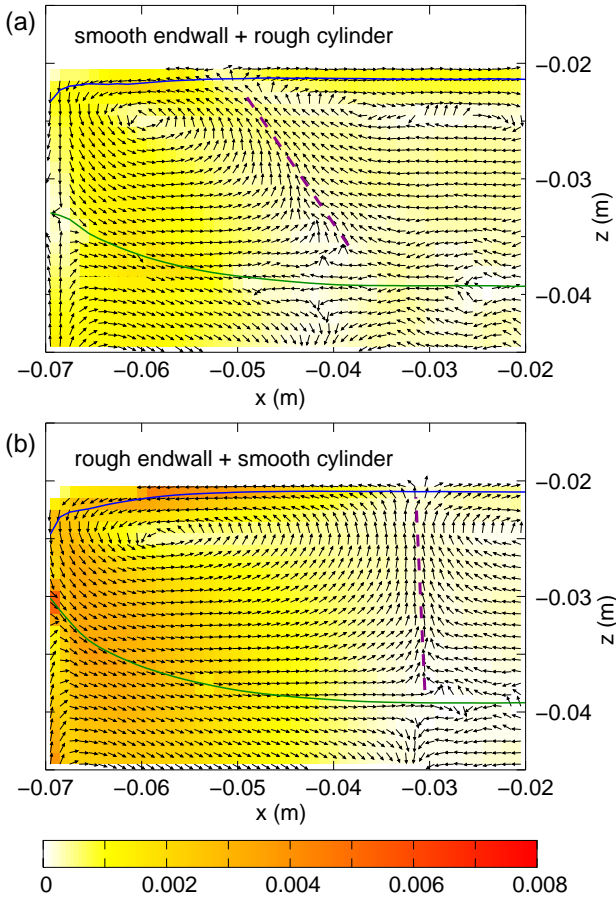 (a)
smooth endwall + rough cylinder
−0.02
−0.03
−0.04
z (m)
−0.07 −0.06 −0.05 −0.04 −0.03 −0.02
x (m)
(b)
rough endwall + smooth cylinder
−0.02
−0.03
−0.04
z (m)
−0.07 −0.06 −0.05 −0.04 −0.03 −0.02
x (m)
0 0.002 0.004 0.006 0.008